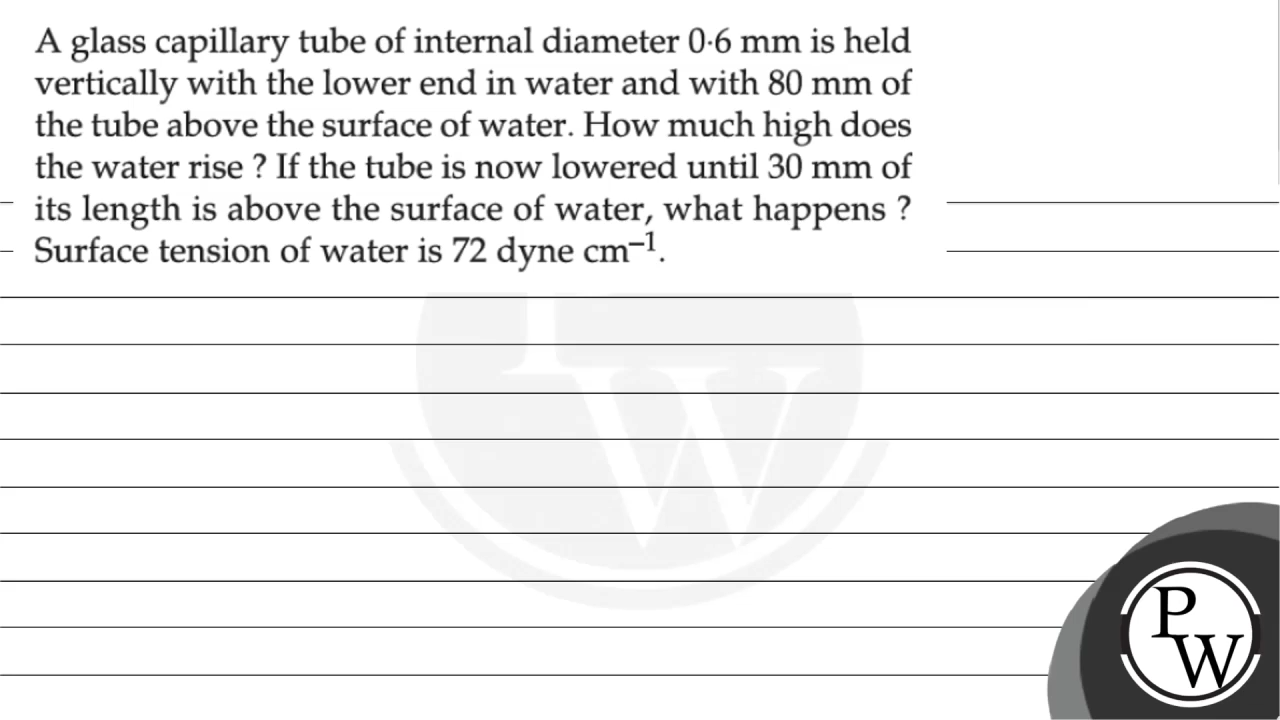 A glass capillary tube of internal diameter 0·6 mm is held
vertically with the lower end in water and with 80 mm of
the tube above the surface of water. How much high does
the water rise ? If the tube is now lowered until 30 mm of
its length is above the surface of water, what happens ?
Surface tension of water is 72 dyne cm⁻¹.
PW